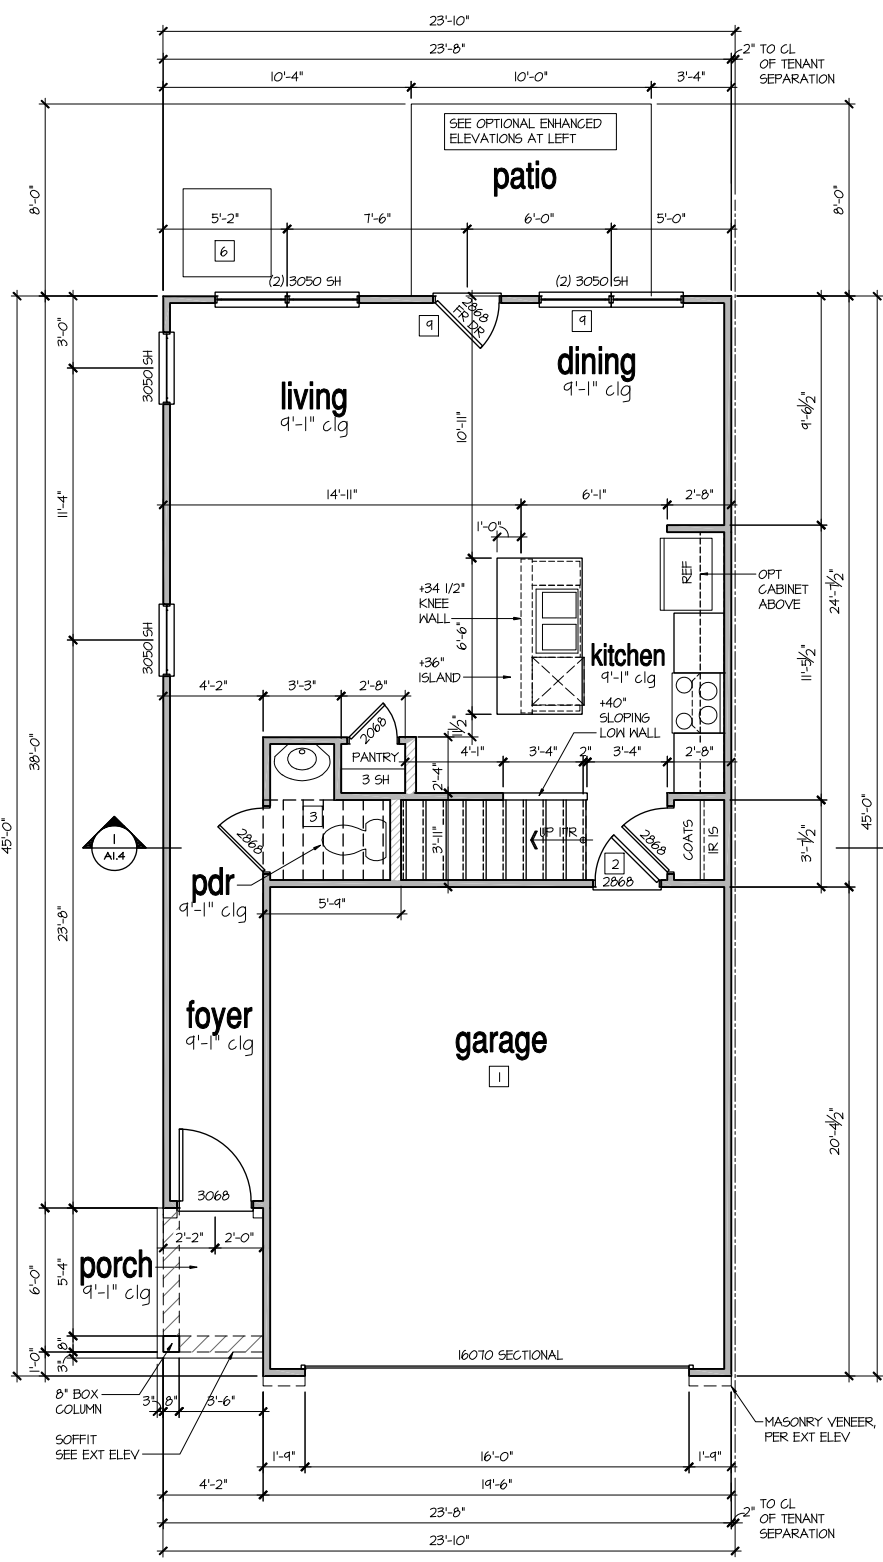 23'-10"
23'-8"
2" TO CL
OF TENANT
SEPARATION
10'-4"
10'-0"
3'-4"
SEE OPTIONAL ENHANCED
ELEVATIONS AT LEFT
patio
8'-0"
8'-0"
5'-2"
7'-6"
6'-0"
5'-0"
6
(2) 3050 SH
(2) 3050 SH
2868
FR DR
9
9
3'-0"
3050 SH
living
9'-1" clg
dining
9'-1" clg
10'-11"
9'-6 1/2"
11'-4"
14'-11"
6'-1"
2'-8"
1'-0"
REF
OPT
CABINET
ABOVE
24'-7 1/2"
+34 1/2"
KNEE
WALL
6'-6"
+36"
ISLAND
3050 SH
kitchen
9'-1" clg
11'-5 1/2"
4'-2"
3'-3"
2'-8"
+40"
SLOPING
LOW WALL
2068
PANTRY
3 SH
1 1/2"
2'-4"
4'-1"
3'-4"
2"
3'-4"
2'-8"
38'-0"
45'-0"
45'-0"
3
2868
3'-11"
UP 17R
2868
COATS
1R 1S
3'-7 1/2"
1
A1.4
2
2868
pdr
9'-1" clg
5'-9"
23'-8"
foyer
9'-1" clg
garage
1
20'-4 1/2"
3068
2'-2"
2'-0"
porch
9'-1" clg
6'-0"
5'-4"
8"
3"
1'-0"
16070 SECTIONAL
8" BOX
COLUMN
3"
8"
3'-6"
SOFFIT
SEE EXT ELEV
MASONRY VENEER,
PER EXT ELEV
1'-9"
16'-0"
1'-9"
4'-2"
19'-6"
23'-8"
2" TO CL
OF TENANT
SEPARATION
23'-10"